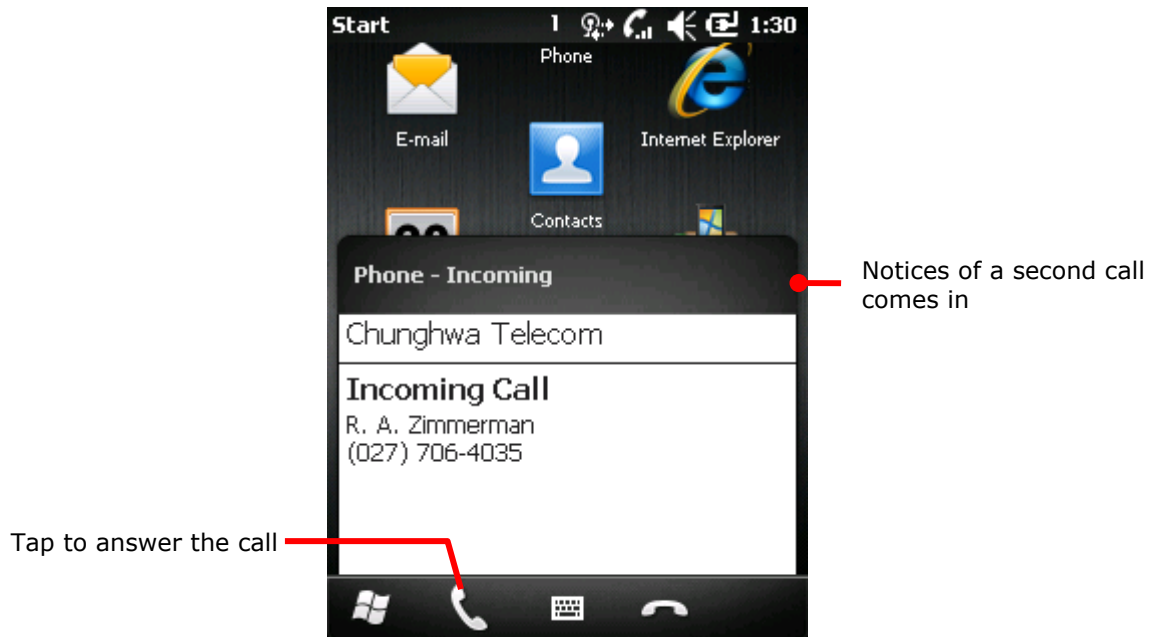 Start 1 1:30
Phone
E-mail
Internet Explorer
Contacts
Phone - Incoming
Notices of a second call
comes in
Chunghwa Telecom
Incoming Call
R. A. Zimmerman
(027) 706-4035
Tap to answer the call